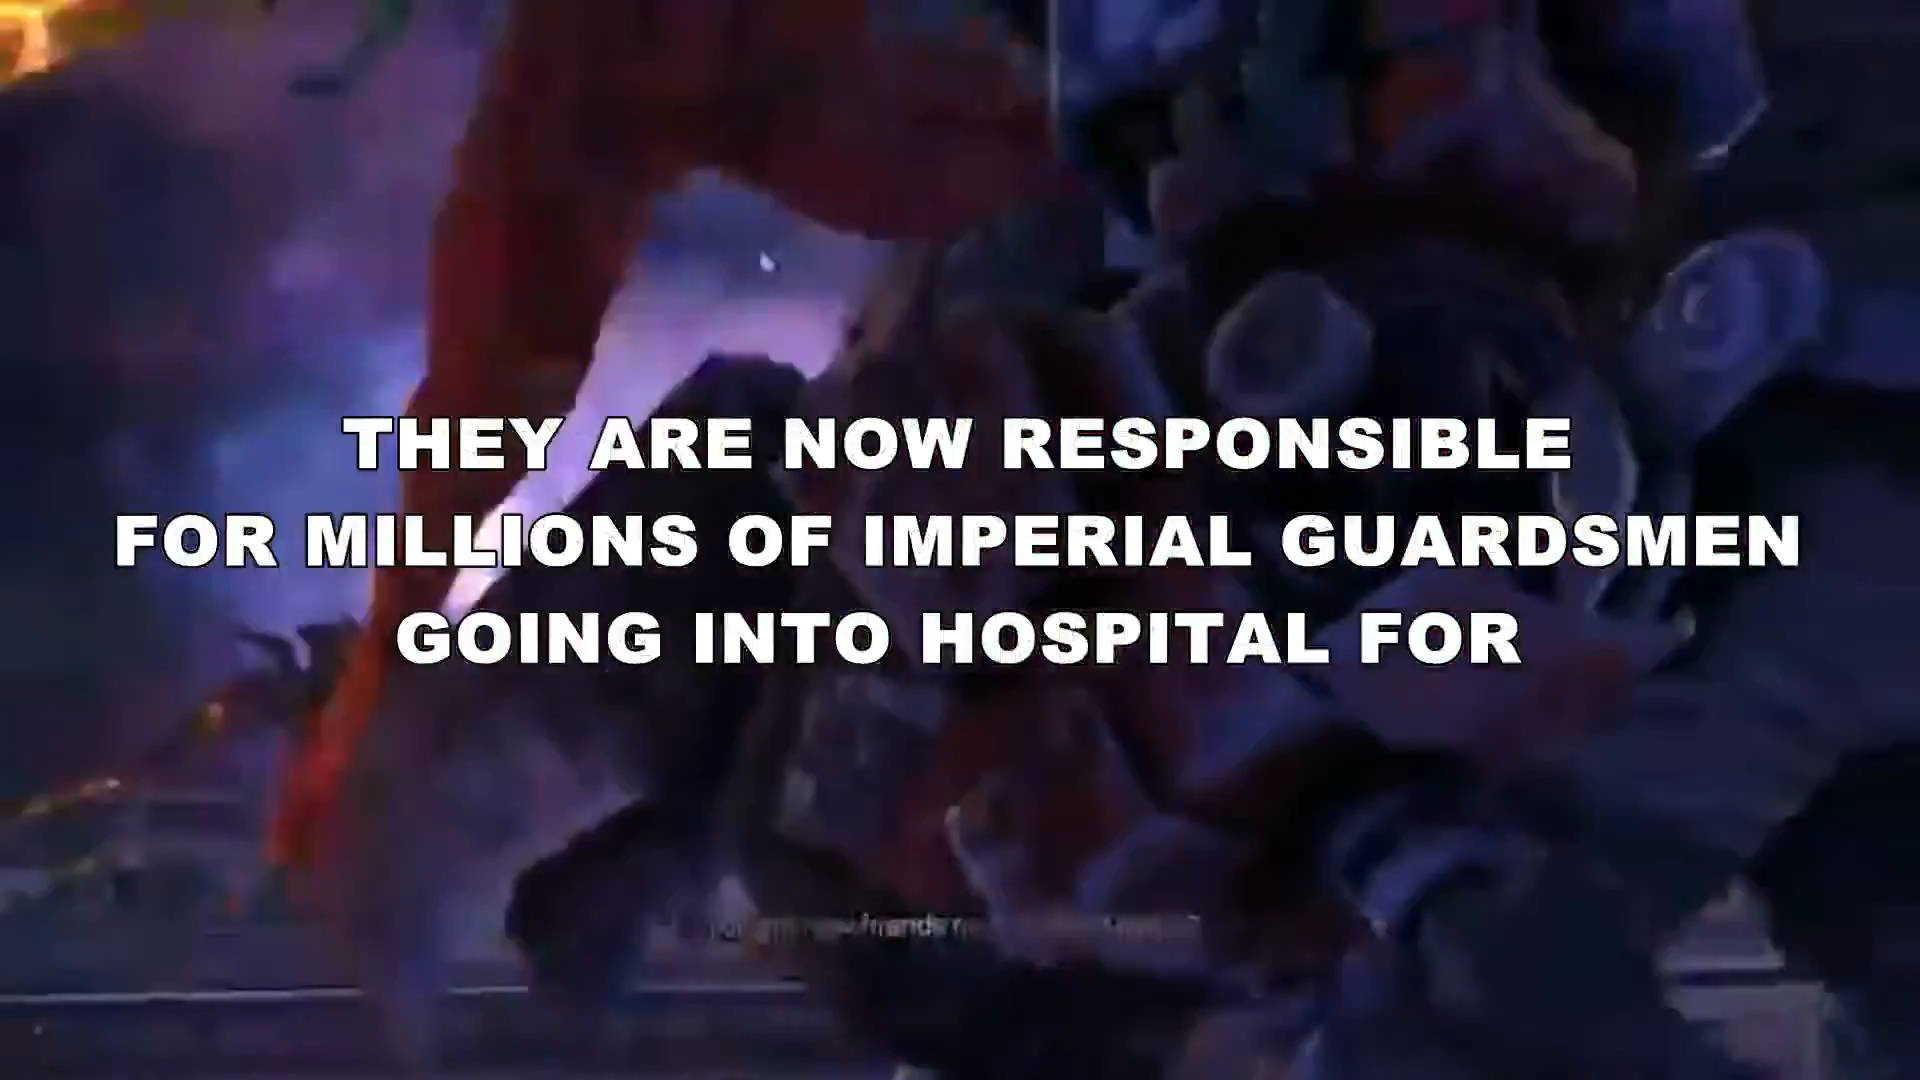 THEY ARE NOW RESPONSIBLE
FOR MILLIONS OF IMPERIAL GUARDSMEN
GOING INTO HOSPITAL FOR